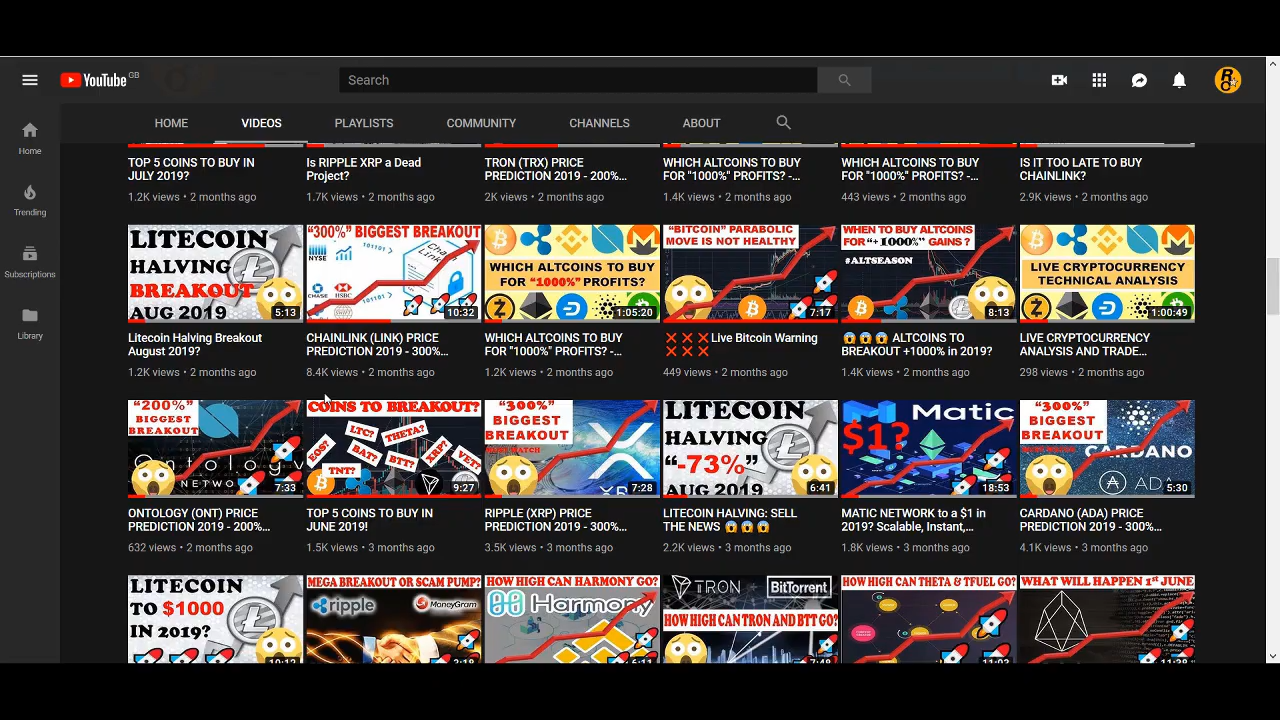 YouTube GB
Search
HOME
VIDEOS
PLAYLISTS
COMMUNITY
CHANNELS
ABOUT
Home
Trending
Subscriptions
Library
TOP 5 COINS TO BUY IN
JULY 2019?
1.2K views • 2 months ago
Is RIPPLE XRP a Dead
Project?
1.7K views • 2 months ago
TRON (TRX) PRICE
PREDICTION 2019 - 200%...
2K views • 2 months ago
WHICH ALTCOINS TO BUY
FOR "1000%" PROFITS? -...
1.4K views • 2 months ago
WHICH ALTCOINS TO BUY
FOR "1000%" PROFITS? -...
443 views • 2 months ago
IS IT TOO LATE TO BUY
CHAINLINK?
2.9K views • 2 months ago
LITECOIN
HALVING
BREAKOUT
AUG 2019
5:13
Litecoin Halving Breakout
August 2019?
1.2K views • 2 months ago
"300%" BIGGEST BREAKOUT
NYSE
CHASE
HSBC
10:32
CHAINLINK (LINK) PRICE
PREDICTION 2019 - 300%...
8.4K views • 2 months ago
WHICH ALTCOINS TO BUY
FOR "1000%" PROFITS?
1:05:20
WHICH ALTCOINS TO BUY
FOR "1000%" PROFITS? -...
1.2K views • 2 months ago
"BITCOIN" PARABOLIC
MOVE IS NOT HEALTHY
7:17
❌❌❌Live Bitcoin Warning
❌❌❌
449 views • 2 months ago
WHEN TO BUY ALTCOINS
FOR "+1000%" GAINS ?
#ALTSEASON
8:13
😱😱😱 ALTCOINS TO
BREAKOUT +1000% in 2019?
1.4K views • 2 months ago
LIVE CRYPTOCURRENCY
TECHNICAL ANALYSIS
1:00:49
LIVE CRYPTOCURRENCY
ANALYSIS AND TRADE...
298 views • 2 months ago
"200%"
BIGGEST
BREAKOUT
Ontology
NETWORK
7:33
ONTOLOGY (ONT) PRICE
PREDICTION 2019 - 200%...
632 views • 2 months ago
COINS TO BREAKOUT?
EOS?
LTC?
BAT?
THETA?
BTT?
XRP?
VET?
TNT?
9:27
TOP 5 COINS TO BUY IN
JUNE 2019!
1.5K views • 3 months ago
"300%"
BIGGEST
BREAKOUT
MUST WATCH
7:28
RIPPLE (XRP) PRICE
PREDICTION 2019 - 300%...
3.5K views • 3 months ago
LITECOIN
HALVING
"-73%"
AUG 2019
6:41
LITECOIN HALVING: SELL
THE NEWS 😱😱😱
2.2K views • 3 months ago
Matic
$1?
18:53
MATIC NETWORK to a $1 in
2019? Scalable, Instant,...
1.8K views • 3 months ago
"300%"
BIGGEST
BREAKOUT
CARDANO
ADA
5:30
CARDANO (ADA) PRICE
PREDICTION 2019 - 300%...
4.1K views • 3 months ago
LITECOIN
TO $1000
IN 2019?
10:12
MEGA BREAKOUT OR SCAM PUMP?
ripple
MoneyGram
HOW HIGH CAN HARMONY GO?
Harmony
6:11
TRON
BitTorrent
HOW HIGH CAN TRON AND BTT GO?
7:48
HOW HIGH CAN THETA & TFUEL GO?
11:02
WHAT WILL HAPPEN 1ST JUNE
11:38